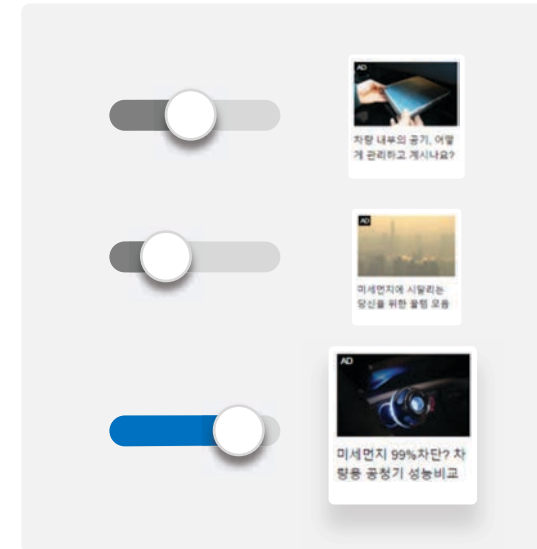 AD
차량 내부의 공기, 어떻
게 관리하고 계시나요?
AD
미세먼지에 시달리는
당신을 위한 꿀템 모음
AD
미세먼지 99%차단? 차
량용 공청기 성능비교